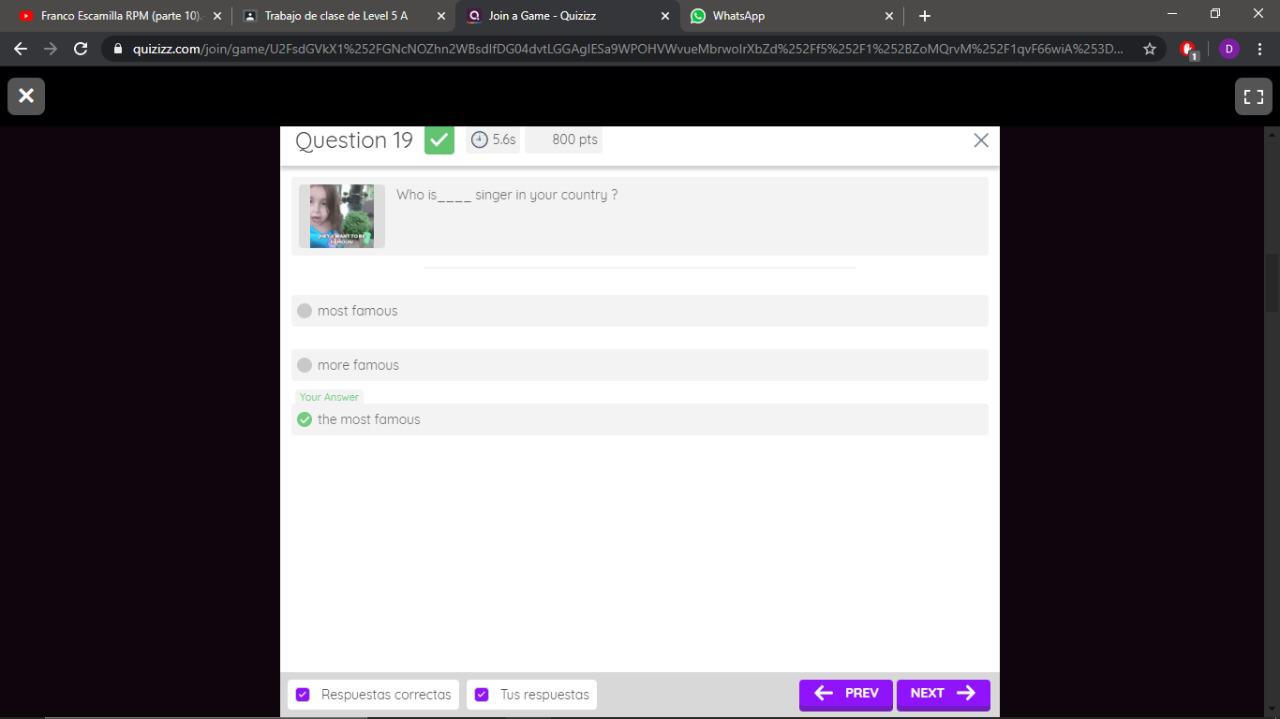 Franco Escamilla RPM (parte 10).
Trabajo de clase de Level 5 A
Join a Game - Quizizz
WhatsApp
quizizz.com/join/game/U2FsdGVkX1%252FGNcNOZhn2WBsdIfDG04dvtLGGAglESa9WPOHVWvueMbrwoIrXbZd%252Ff5%252F1%252BZoMQrvM%252F1qvF66wiA%253D...
1
D
Question 19
5.6s
800 pts
Who is____ singer in your country ?
most famous
more famous
Your Answer
the most famous
Respuestas correctas
Tus respuestas
PREV
NEXT